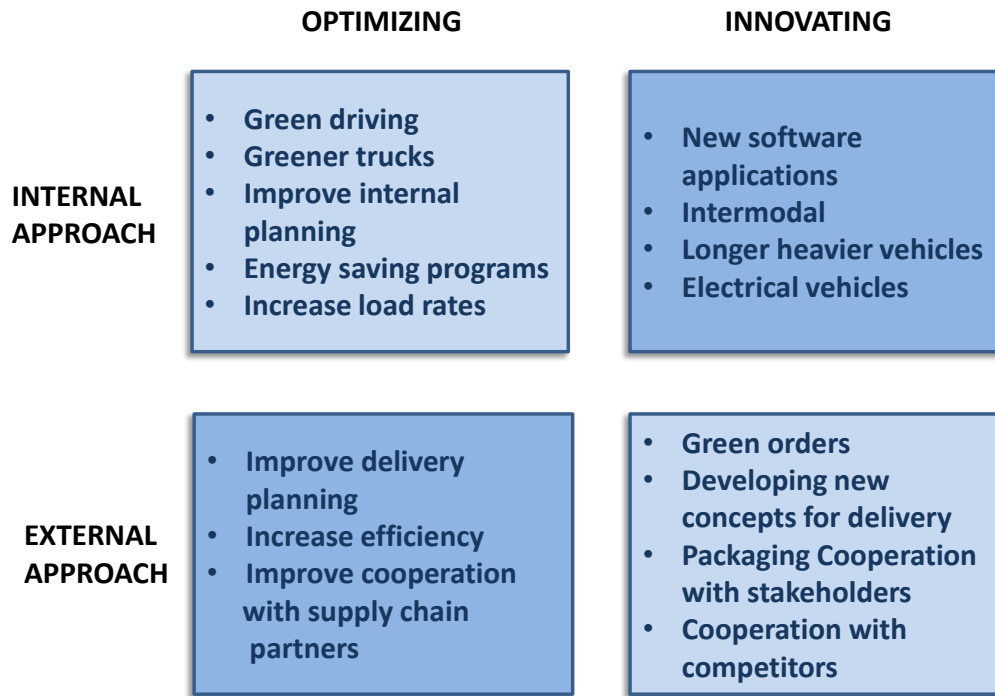 OPTIMIZING
INNOVATING
INTERNAL
APPROACH
• Green driving
• Greener trucks
• Improve internal
planning
• Energy saving programs
• Increase load rates
• New software
applications
• Intermodal
• Longer heavier vehicles
• Electrical vehicles
EXTERNAL
APPROACH
• Improve delivery
planning
• Increase efficiency
• Improve cooperation
with supply chain
partners
• Green orders
• Developing new
concepts for delivery
• Packaging Cooperation
with stakeholders
• Cooperation with
competitors